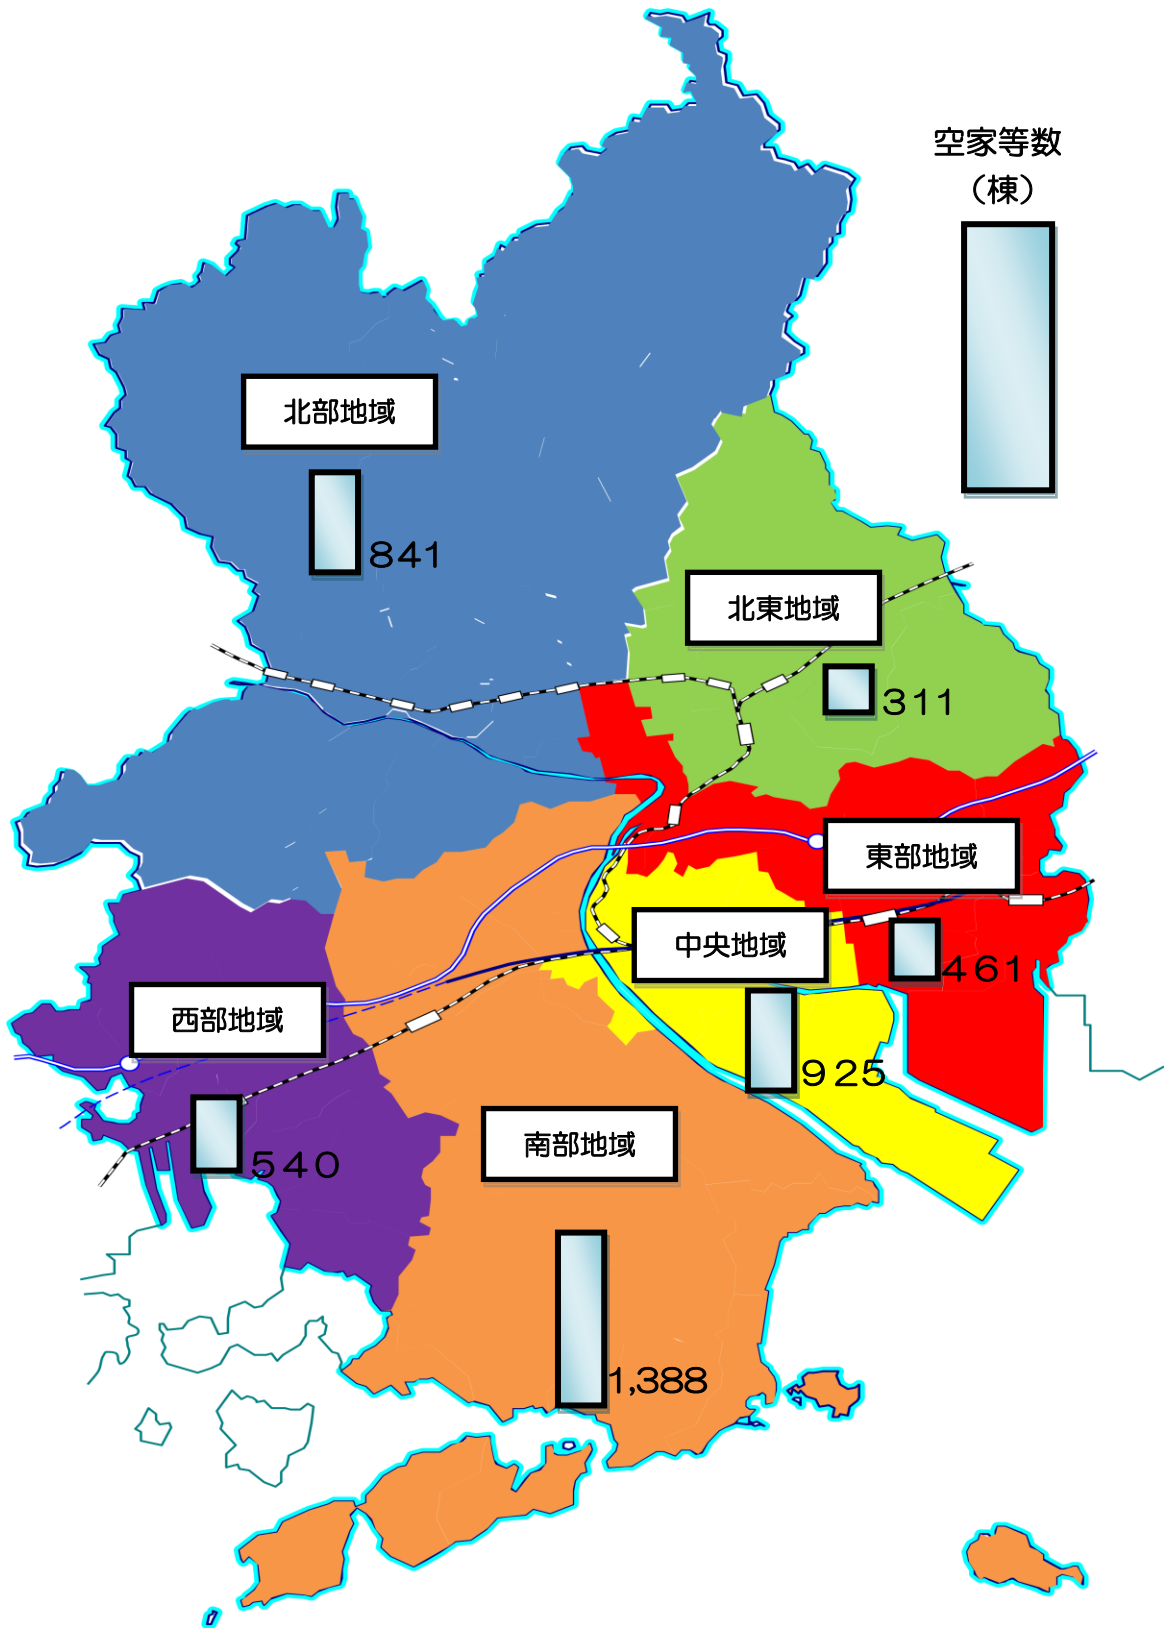 空家等数
（棟）
北部地域
841
北東地域
311
東部地域
461
中央地域
925
西部地域
540
南部地域
1,388